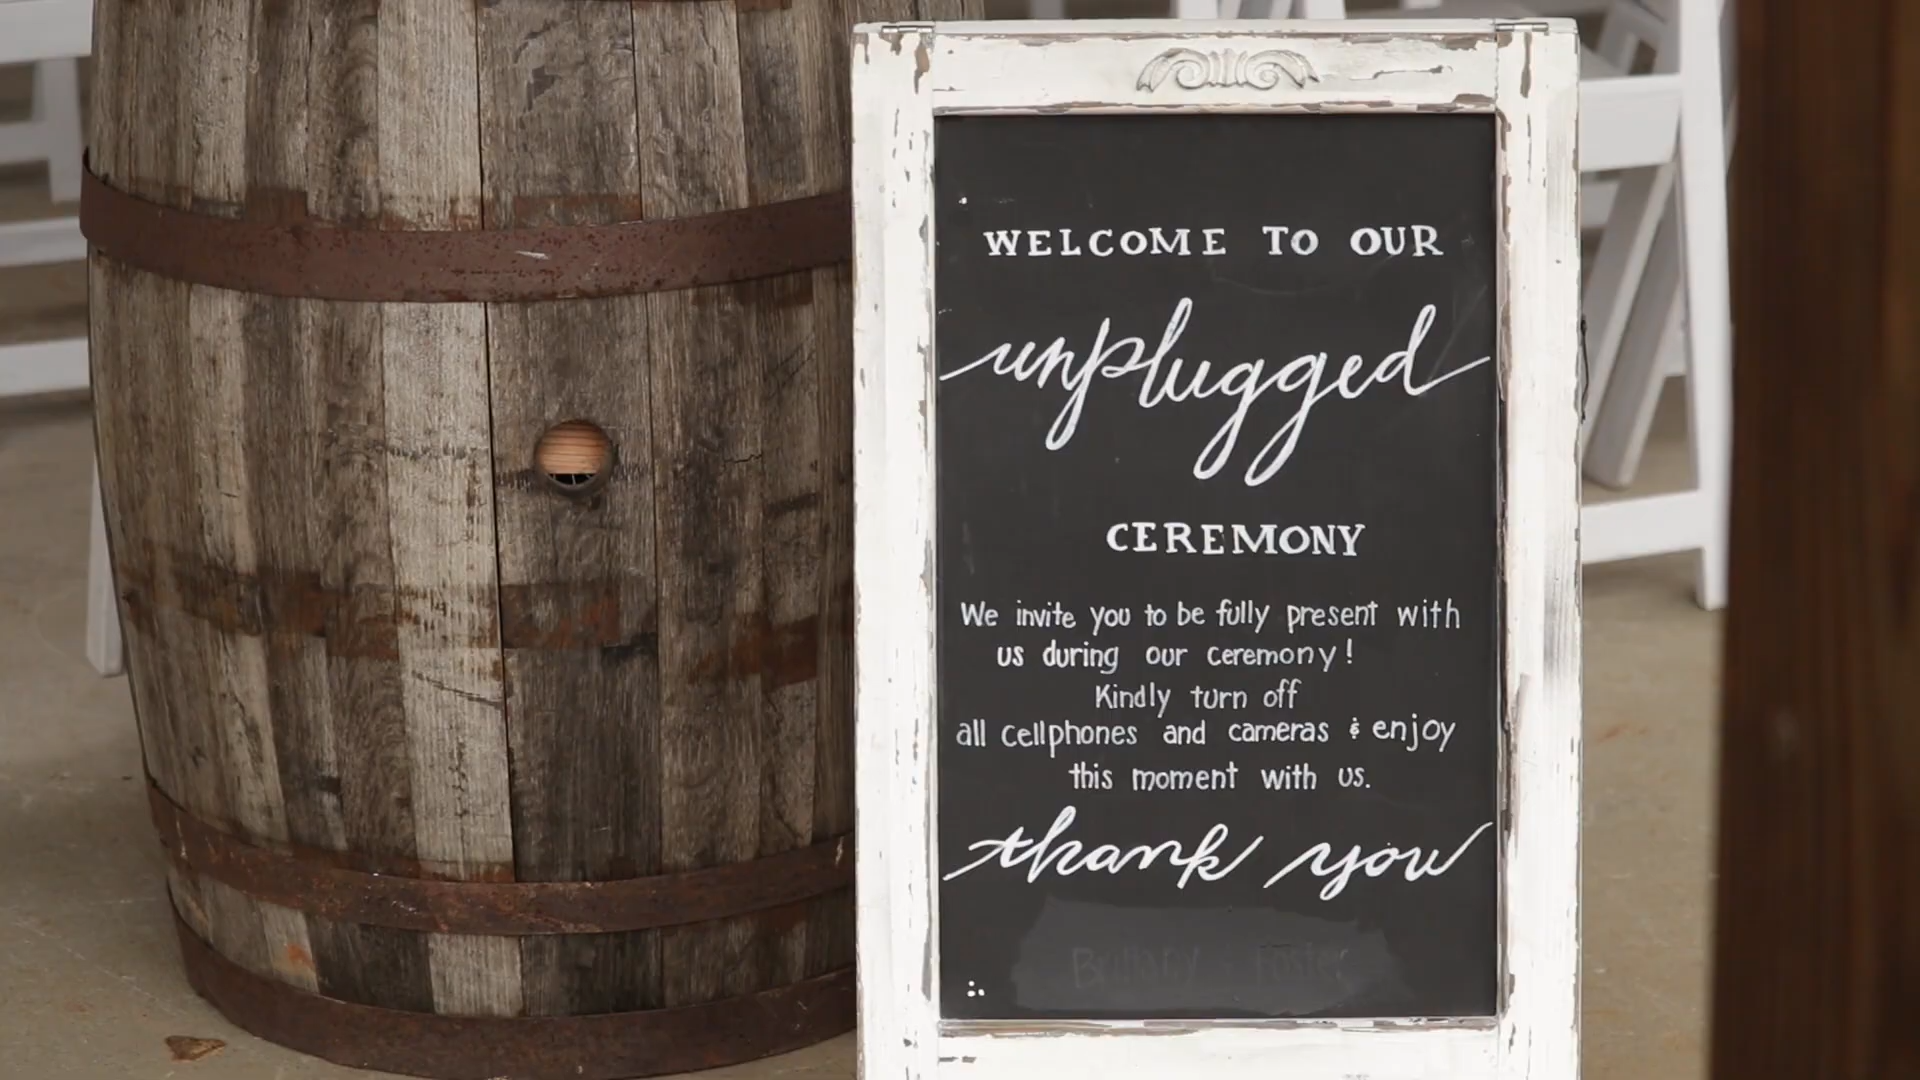 WELCOME TO OUR
unplugged
CEREMONY
We invite you to be fully present with
us during our ceremony!
Kindly turn off
all cellphones and cameras & enjoy
this moment with us.
thank you